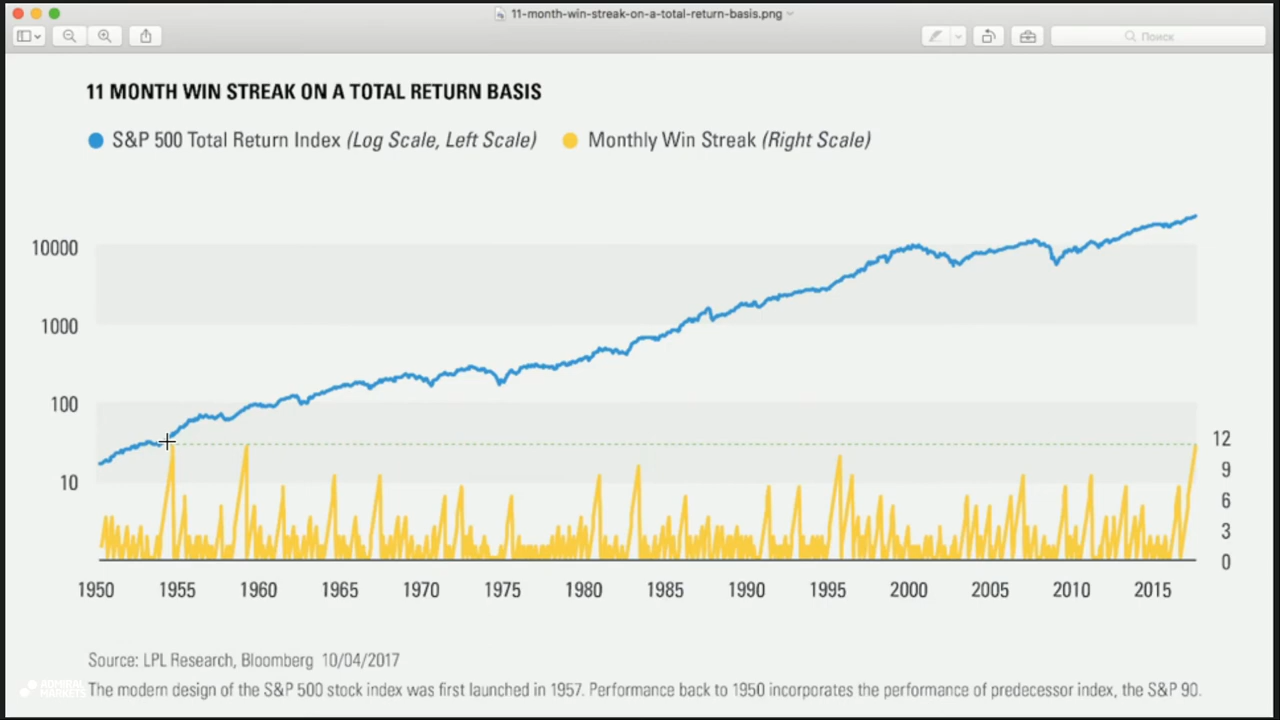 11-month-win-streak-on-a-total-return-basis.png
Поиск
11 MONTH WIN STREAK ON A TOTAL RETURN BASIS
S&P 500 Total Return Index (Log Scale, Left Scale)
Monthly Win Streak (Right Scale)
10000
1000
100
10
12
9
6
3
0
1950 1955 1960 1965 1970 1975 1980 1985 1990 1995 2000 2005 2010 2015
Source: LPL Research, Bloomberg 10/04/2017
ADMIRAL
MARKETS
The modern design of the S&P 500 stock index was first launched in 1957. Performance back to 1950 incorporates the performance of predecessor index, the S&P 90.